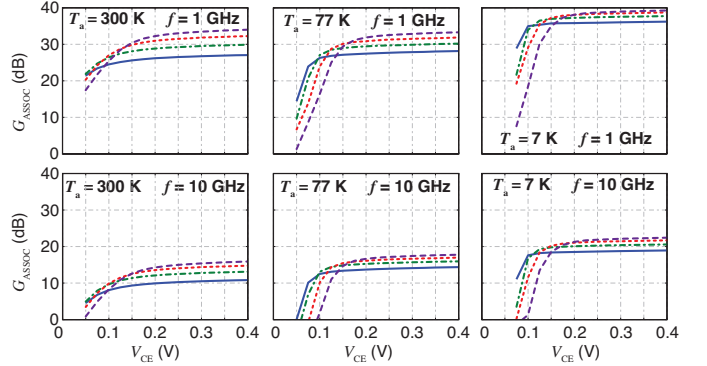 T_a = 300 K f = 1 GHz
T_a = 77 K f = 1 GHz
T_a = 7 K f = 1 GHz
G_ASSOC (dB)
40
30
20
10
0
T_a = 300 K f = 10 GHz
T_a = 77 K f = 10 GHz
T_a = 7 K f = 10 GHz
G_ASSOC (dB)
40
30
20
10
0
0 0.1 0.2 0.3 0.4
0 0.1 0.2 0.3 0.4
0 0.1 0.2 0.3 0.4
V_CE (V)
V_CE (V)
V_CE (V)